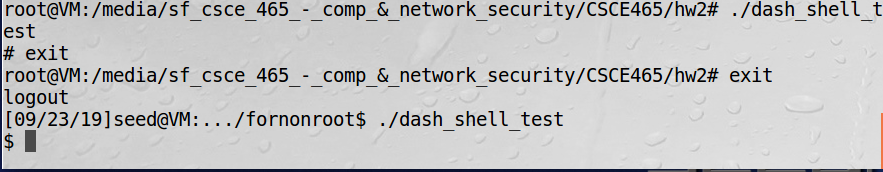 root@VM:/media/sf_csce_465_-_comp_&_network_security/CSCE465/hw2# ./dash_shell_t
est
# exit
root@VM:/media/sf_csce_465_-_comp_&_network_security/CSCE465/hw2# exit
logout
[09/23/19]seed@VM:.../fornonroot$ ./dash_shell_test
$